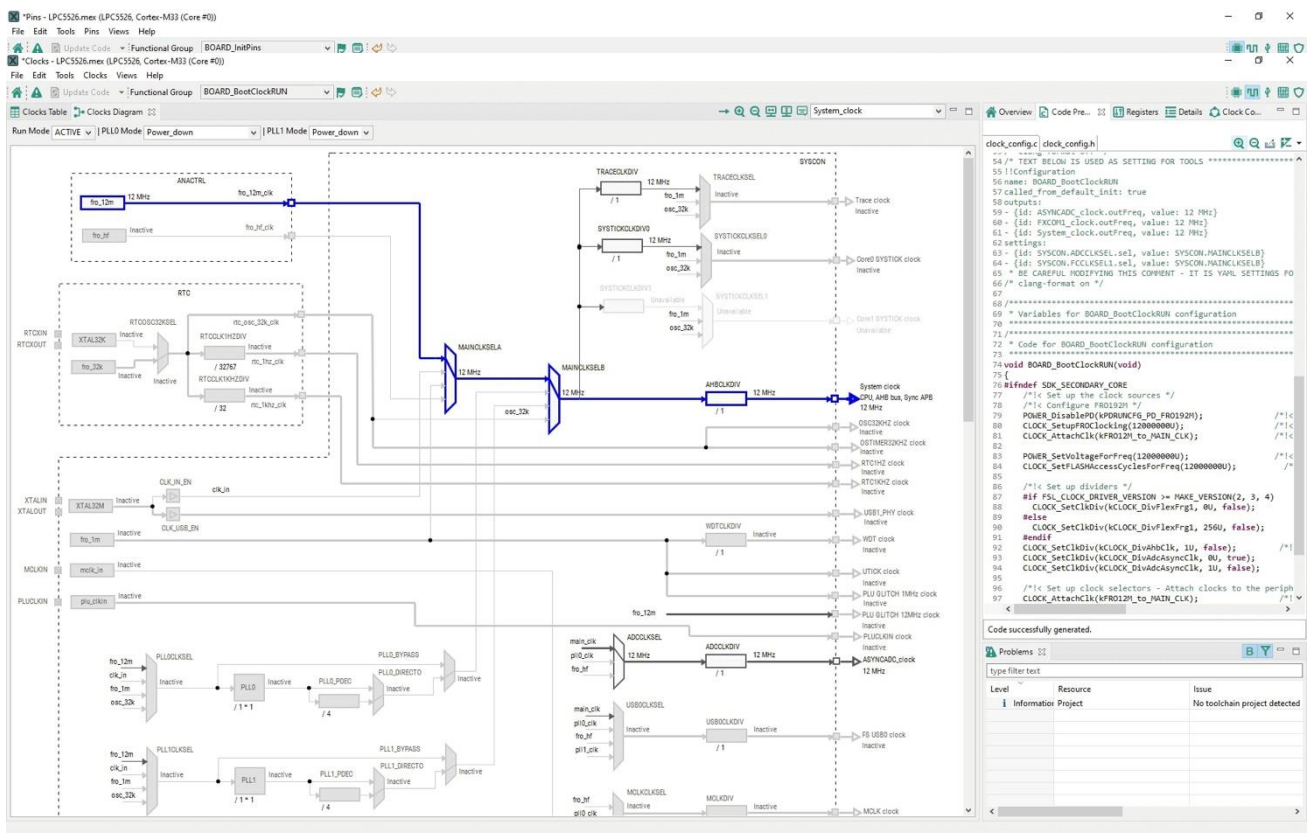 *Pins - LPC5526.mex (LPC5526, Cortex-M33 (Core #0))
File Edit Tools Pins Views Help
Update Code Functional Group BOARD_InitPins
*Clocks - LPC5526.mex (LPC5526, Cortex-M33 (Core #0))
File Edit Tools Clocks Views Help
Update Code Functional Group BOARD_BootClockRUN
Clocks Table Clocks Diagram System_clock
Run Mode ACTIVE | PLL0 Mode Power_down | PLL1 Mode Power_down
SYSCON
ANACTRL
fro_12m 12 MHz fro_12m_clk
fro_hf Inactive fro_hf_clk
TRACECLKDIV 12 MHz TRACECLKSEL
/ 1 fro_1m Inactive Trace clock
osc_32k Inactive
SYSTICKCLKDIV0 12 MHz SYSTICKCLKSEL0
/ 1 fro_1m Inactive Core0 SYSTICK clock
osc_32k Inactive
SYSTICKCLKDIV1 Unavailable SYSTICKCLKSEL1
fro_1m Unavailable Core1 SYSTICK clock
osc_32k Unavailable
RTC
RTCXIN
RTCXOUT
XTAL32K Inactive RTCOSC32KSEL rtc_osc_32k_clk
RTCCLK1HZDIV Inactive
/ 32767 rtc_1hz_clk
fro_32k Inactive Inactive
RTCCLK1KHZDIV Inactive
/ 32 rtc_1khz_clk
MAINCLKSELA 12 MHz
MAINCLKSELB 12 MHz
osc_32k
AHBCLKDIV 12 MHz
/ 1
System clock
CPU, AHB bus, Sync APB
12 MHz
OSC32KHZ clock
Inactive
OSTIMER32KHZ clock
Inactive
RTC1HZ clock
Inactive
RTC1KHZ clock
Inactive
USB1_PHY clock
Inactive
XTALIN
XTALOUT
XTAL32M Inactive CLK_IN_EN clk_in
CLK_USB_EN
fro_1m Inactive
WDTCLKDIV Inactive WDT clock
/ 1 Inactive
MCLKIN mclk_in Inactive
UTICK clock
Inactive
PLU GLITCH 1MHz clock
Inactive
PLUCLKIN plu_clkin Inactive
fro_12m PLU GLITCH 12MHz clock
Inactive
PLUCLKIN clock
Inactive
main_clk ADCCLKSEL ADCCLKDIV
pll0_clk 12 MHz 12 MHz ASYNCADC_clock
fro_hf / 1 12 MHz
PLL0CLKSEL PLL0_BYPASS
fro_12m
clk_in Inactive PLL0 Inactive PLL0_PDEC PLL0_DIRECTO Inactive
fro_1m / 1 * 1 / 4
osc_32k
main_clk USB0CLKSEL USB0CLKDIV
pll0_clk
fro_hf Inactive Inactive FS USB0 clock
pll1_clk / 1 Inactive
PLL1CLKSEL PLL1_BYPASS
fro_12m
clk_in Inactive PLL1 Inactive PLL1_PDEC PLL1_DIRECTO Inactive
fro_1m / 1 * 1 / 4
osc_32k
fro_hf MCLKCLKSEL MCLKDIV
pll0_clk Inactive Inactive MCLK clock
Overview Code Pre... Registers Details Clock Co...
clock_config.c clock_config.h
54 /* TEXT BELOW IS USED AS SETTING FOR TOOLS
55 !!Configuration
56 name: BOARD_BootClockRUN
57 called_from_default_init: true
58 outputs:
59 - {id: ASYNCADC_clock.outFreq, value: 12 MHz}
60 - {id: FXCOM1_clock.outFreq, value: 12 MHz}
61 - {id: System_clock.outFreq, value: 12 MHz}
62 settings:
63 - {id: SYSCON.ADCCLKSEL.sel, value: SYSCON.MAINCLKSELB}
64 - {id: SYSCON.FCCLKSEL1.sel, value: SYSCON.MAINCLKSELB}
65 * BE CAREFUL MODIFYING THIS COMMENT - IT IS YAML SETTINGS FO
66 /* clang-format on */
67
68 /***
69 * Variables for BOARD_BootClockRUN configuration
70 ***
71 /***
72 * Code for BOARD_BootClockRUN configuration
73 ***
74 void BOARD_BootClockRUN(void)
75 {
76 #ifndef SDK_SECONDARY_CORE
77 /*!< Set up the clock sources */
78 /*!< Configure FRO192M */
79 POWER_DisablePD(kPDRUNCFG_PD_FRO192M); /*!<
80 CLOCK_SetupFROClocking(12000000U); /*!<
81 CLOCK_AttachClk(kFRO12M_to_MAIN_CLK); /*!<
82
83 POWER_SetVoltageForFreq(12000000U); /*!<
84 CLOCK_SetFLASHAccessCyclesForFreq(12000000U); /*
85
86 /*!< Set up dividers */
87 #if FSL_CLOCK_DRIVER_VERSION >= MAKE_VERSION(2, 3, 4)
88 CLOCK_SetClkDiv(kCLOCK_DivFlexFrg1, 0U, false);
89 #else
90 CLOCK_SetClkDiv(kCLOCK_DivFlexFrg1, 256U, false);
91 #endif
92 CLOCK_SetClkDiv(kCLOCK_DivAhbClk, 1U, false); /*!
93 CLOCK_SetClkDiv(kCLOCK_DivAdcAsyncClk, 0U, true);
94 CLOCK_SetClkDiv(kCLOCK_DivAdcAsyncClk, 1U, false);
95
96 /*!< Set up clock selectors - Attach clocks to the periph
97 CLOCK_AttachClk(kFRO12M_to_MAIN_CLK); /*!
Code successfully generated.
Problems
type filter text
Level Resource Issue
Information Project No toolchain project detected